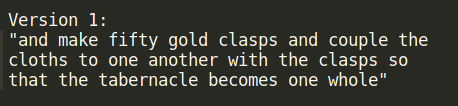 Version 1:
"and make fifty gold clasps and couple the
cloths to one another with the clasps so
that the tabernacle becomes one whole"